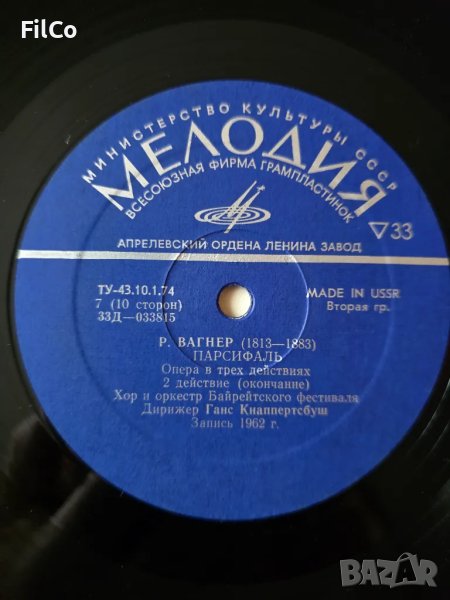 FilCo
МИНИСТЕРСТВО КУЛЬТУРЫ СССР
МЕЛОДИЯ
ВСЕСОЮЗНАЯ ФИРМА ГРАМПЛАСТИНОК
▽33
АПРЕЛЕВСКИЙ ОРДЕНА ЛЕНИНА ЗАВОД
ТУ-43.10.1.74
MADE IN USSR
7 (10 сторон)
Вторая гр.
33Д—033815
Р. ВАГНЕР (1813—1883)
ПАРСИФАЛЬ
Опера в трех действиях
2 действие (окончание)
Хор и оркестр Байрейтского фестиваля
Дирижер Ганс Кнаппертсбуш
Запись 1962 г.
BAZAR